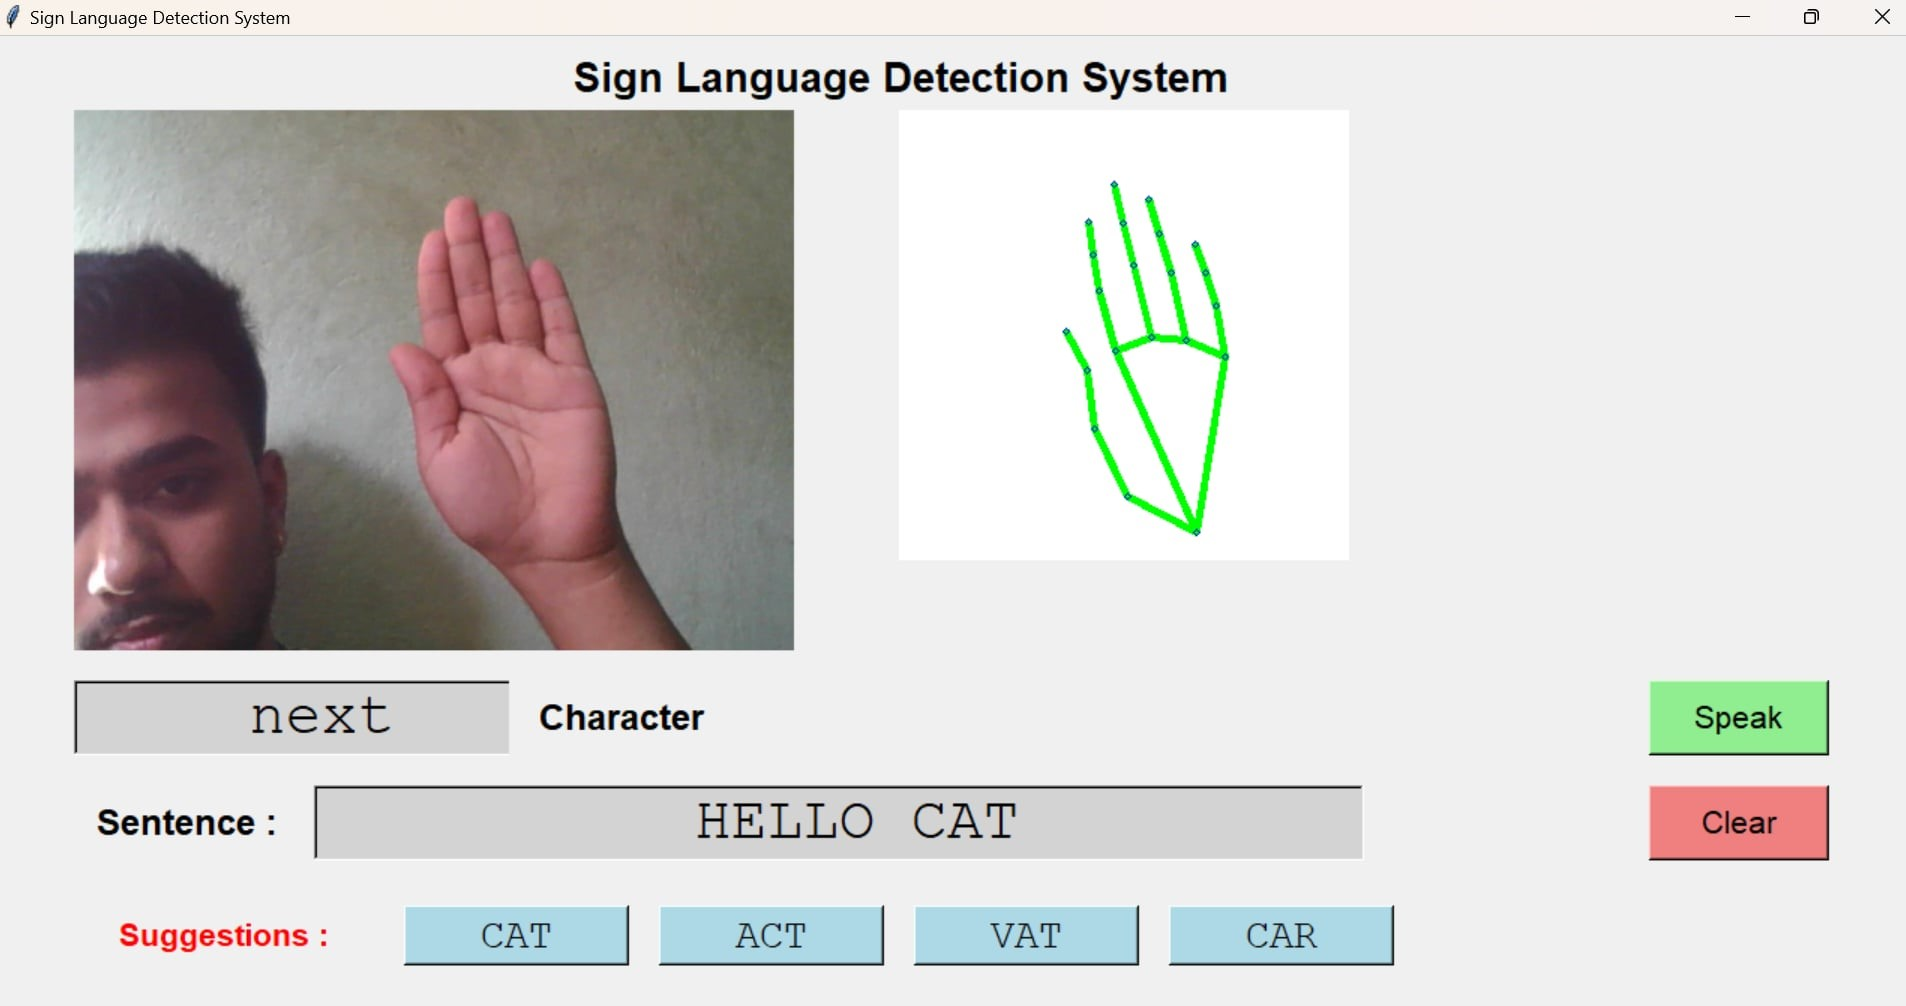 Sign Language Detection System
Sign Language Detection System
next Character
Speak
Sentence : HELLO CAT
Clear
Suggestions : CAT ACT VAT CAR